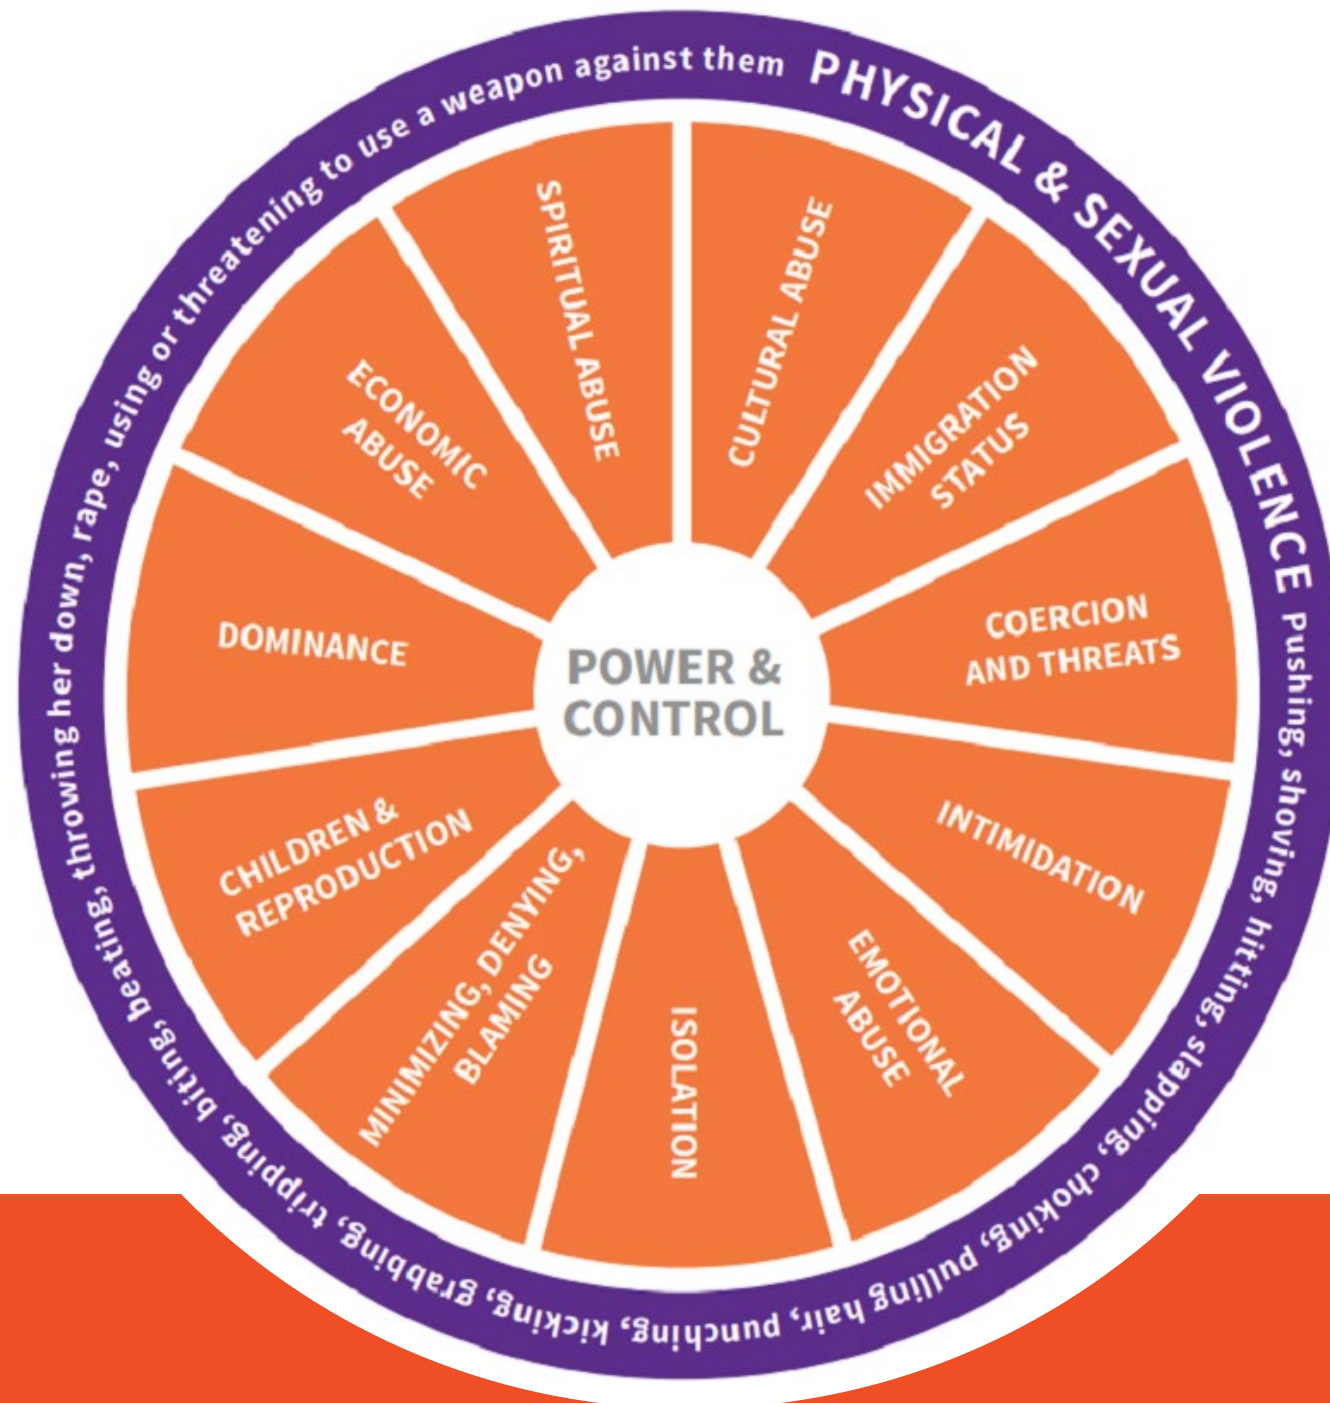 PHYSICAL & SEXUAL VIOLENCE Pushing, shoving, hitting, slapping, choking, pulling hair, punching, kicking, grabbing, tripping, biting, beating, throwing her down, rape, using or threatening to use a weapon against them
CULTURAL ABUSE
IMMIGRATION
STATUS
COERCION
AND THREATS
INTIMIDATION
EMOTIONAL
ABUSE
ISOLATION
MINIMIZING, DENYING,
BLAMING
CHILDREN &
REPRODUCTION
DOMINANCE
ECONOMIC
ABUSE
SPIRITUAL ABUSE
POWER &
CONTROL